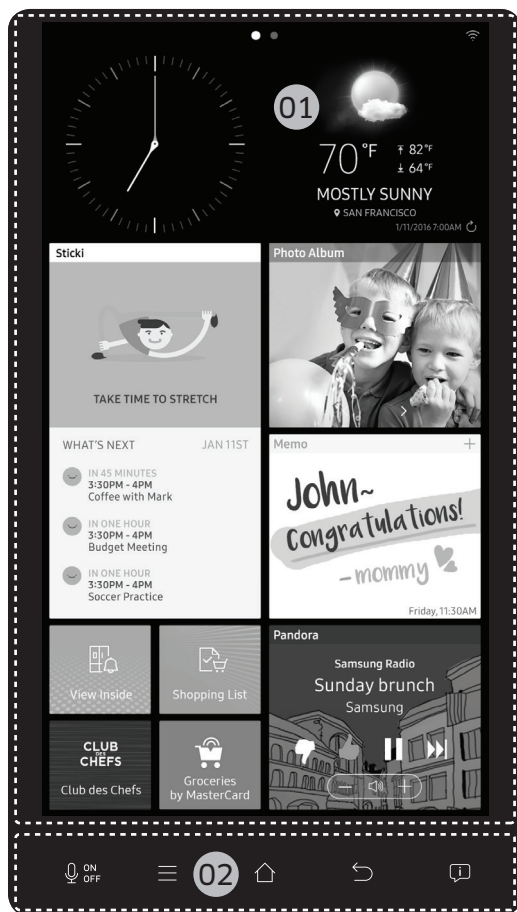 01
70°F
82°F
64°F
MOSTLY SUNNY
SAN FRANCISCO
1/11/2016 7:00AM
Sticki
TAKE TIME TO STRETCH
WHAT'S NEXT JAN 11ST
IN 45 MINUTES
3:30PM - 4PM
Coffee with Mark
IN ONE HOUR
3:30PM - 4PM
Budget Meeting
IN ONE HOUR
3:30PM - 4PM
Soccer Practice
Photo Album
Memo
John~
Congratulations!
-mommy
Friday, 11:30AM
View Inside
Shopping List
CLUB
DES
CHEFS
Club des Chefs
Groceries
by MasterCard
Pandora
Samsung Radio
Sunday brunch
Samsung
ON
OFF
02